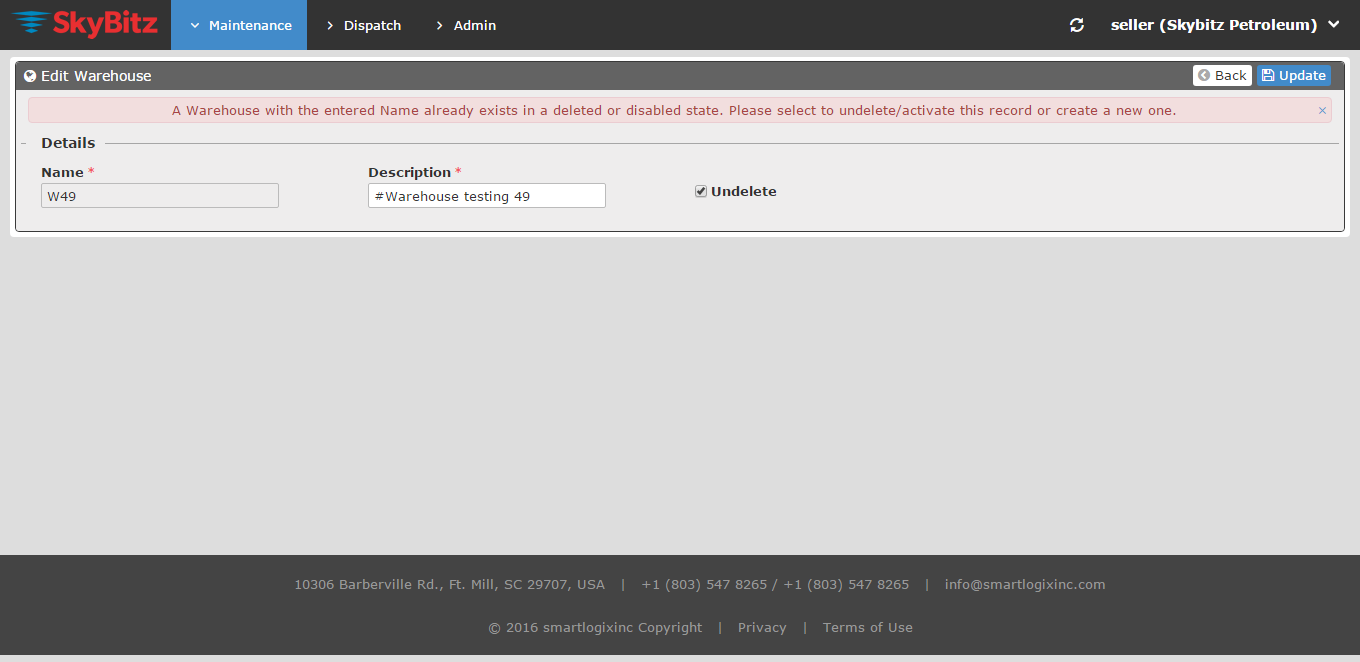 SkyBitz Maintenance Dispatch Admin seller (Skybitz Petroleum)
Edit Warehouse Back Update
A Warehouse with the entered Name already exists in a deleted or disabled state. Please select to undelete/activate this record or create a new one. ×
Details
Name * Description *
W49 #Warehouse testing 49 Undelete
10306 Barberville Rd., Ft. Mill, SC 29707, USA | +1 (803) 547 8265 / +1 (803) 547 8265 | info@smartlogixinc.com
© 2016 smartlogixinc Copyright | Privacy | Terms of Use